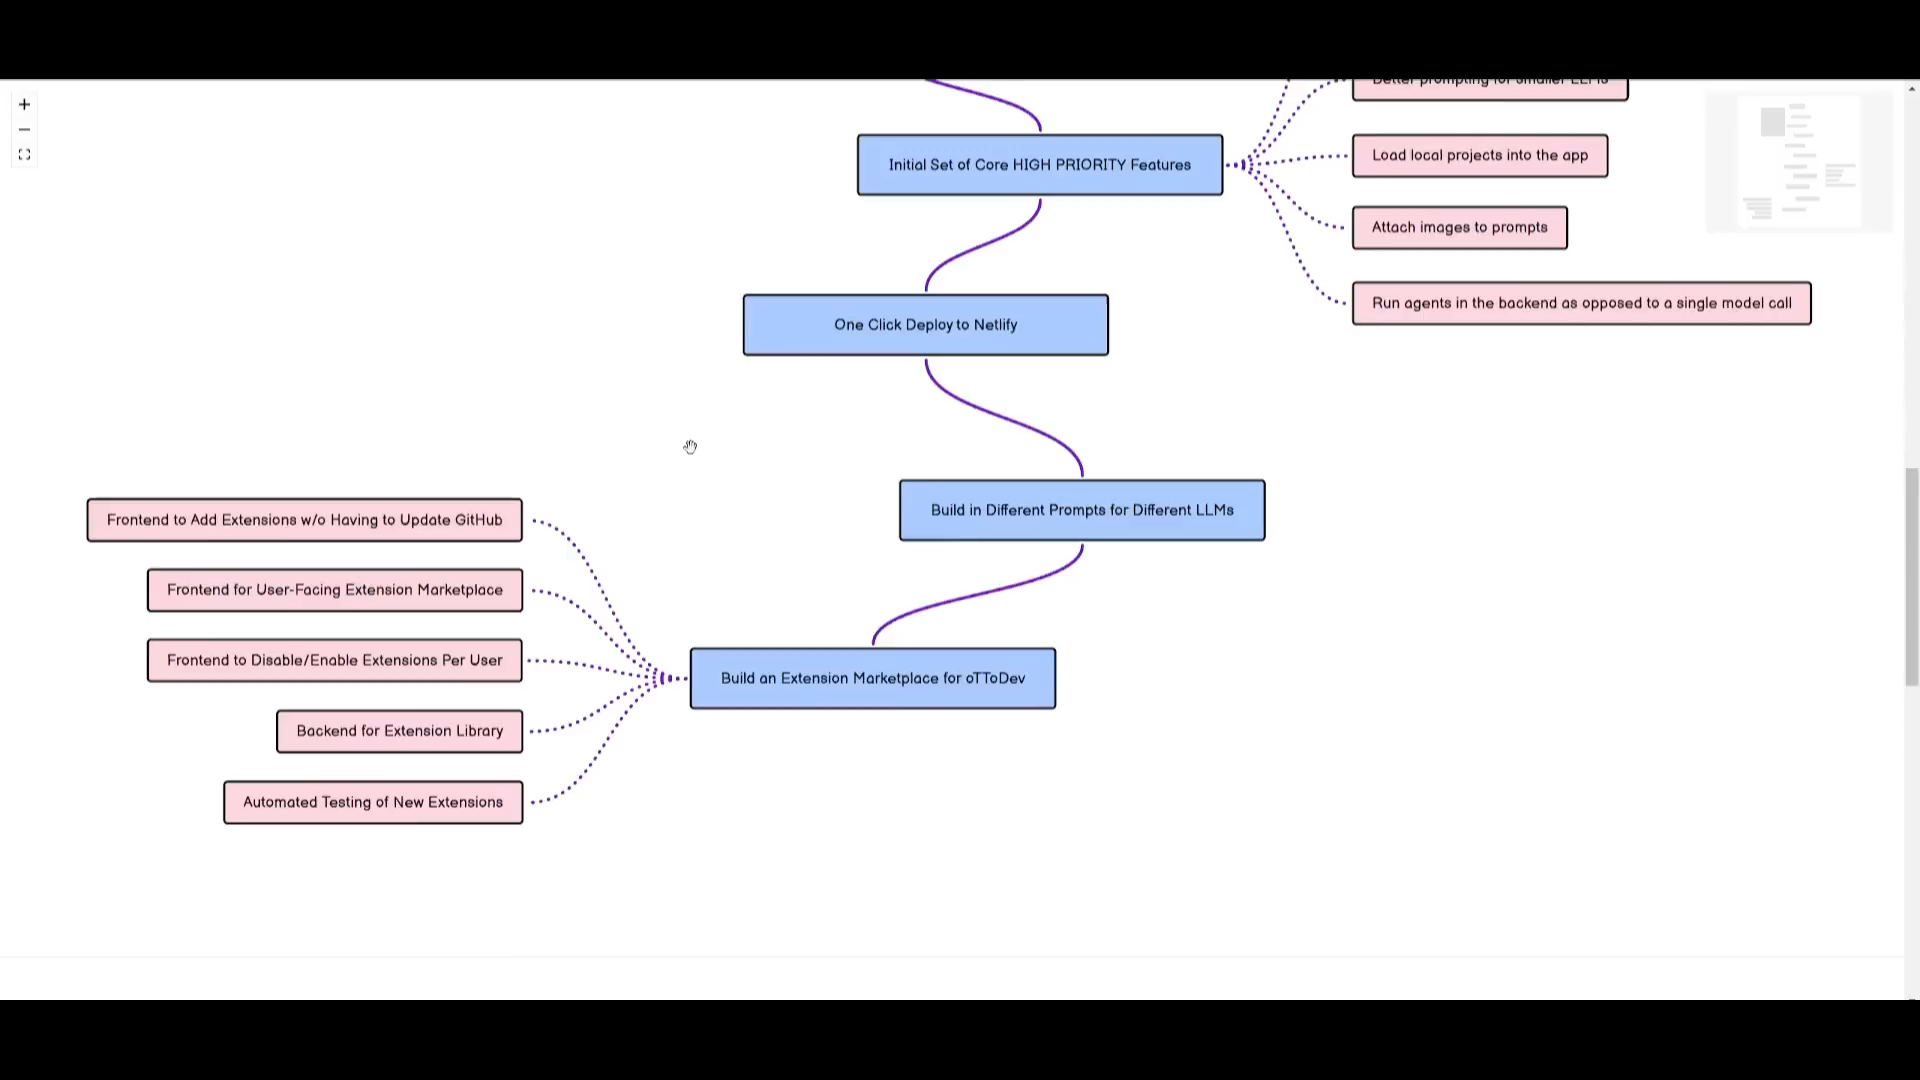 Better prompting for smaller LLMs
Initial Set of Core HIGH PRIORITY Features
Load local projects into the app
Attach images to prompts
Run agents in the backend as opposed to a single model call
One Click Deploy to Netlify
Build in Different Prompts for Different LLMs
Frontend to Add Extensions w/o Having to Update GitHub
Frontend for User-Facing Extension Marketplace
Frontend to Disable/Enable Extensions Per User
Build an Extension Marketplace for oTToDev
Backend for Extension Library
Automated Testing of New Extensions